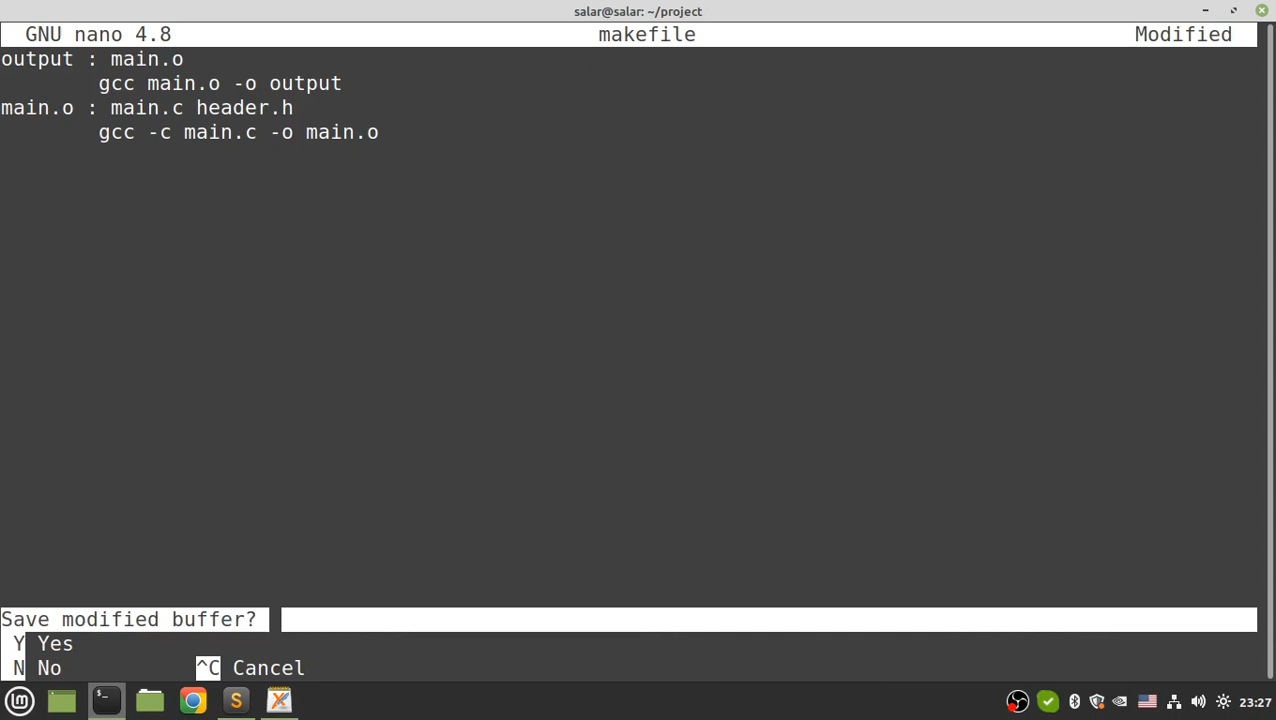 salar@salar: ~/project
GNU nano 4.8 makefile Modified
output : main.o
gcc main.o -o output
main.o : main.c header.h
gcc -c main.c -o main.o
Save modified buffer?
Y Yes
N No ^C Cancel
23:27